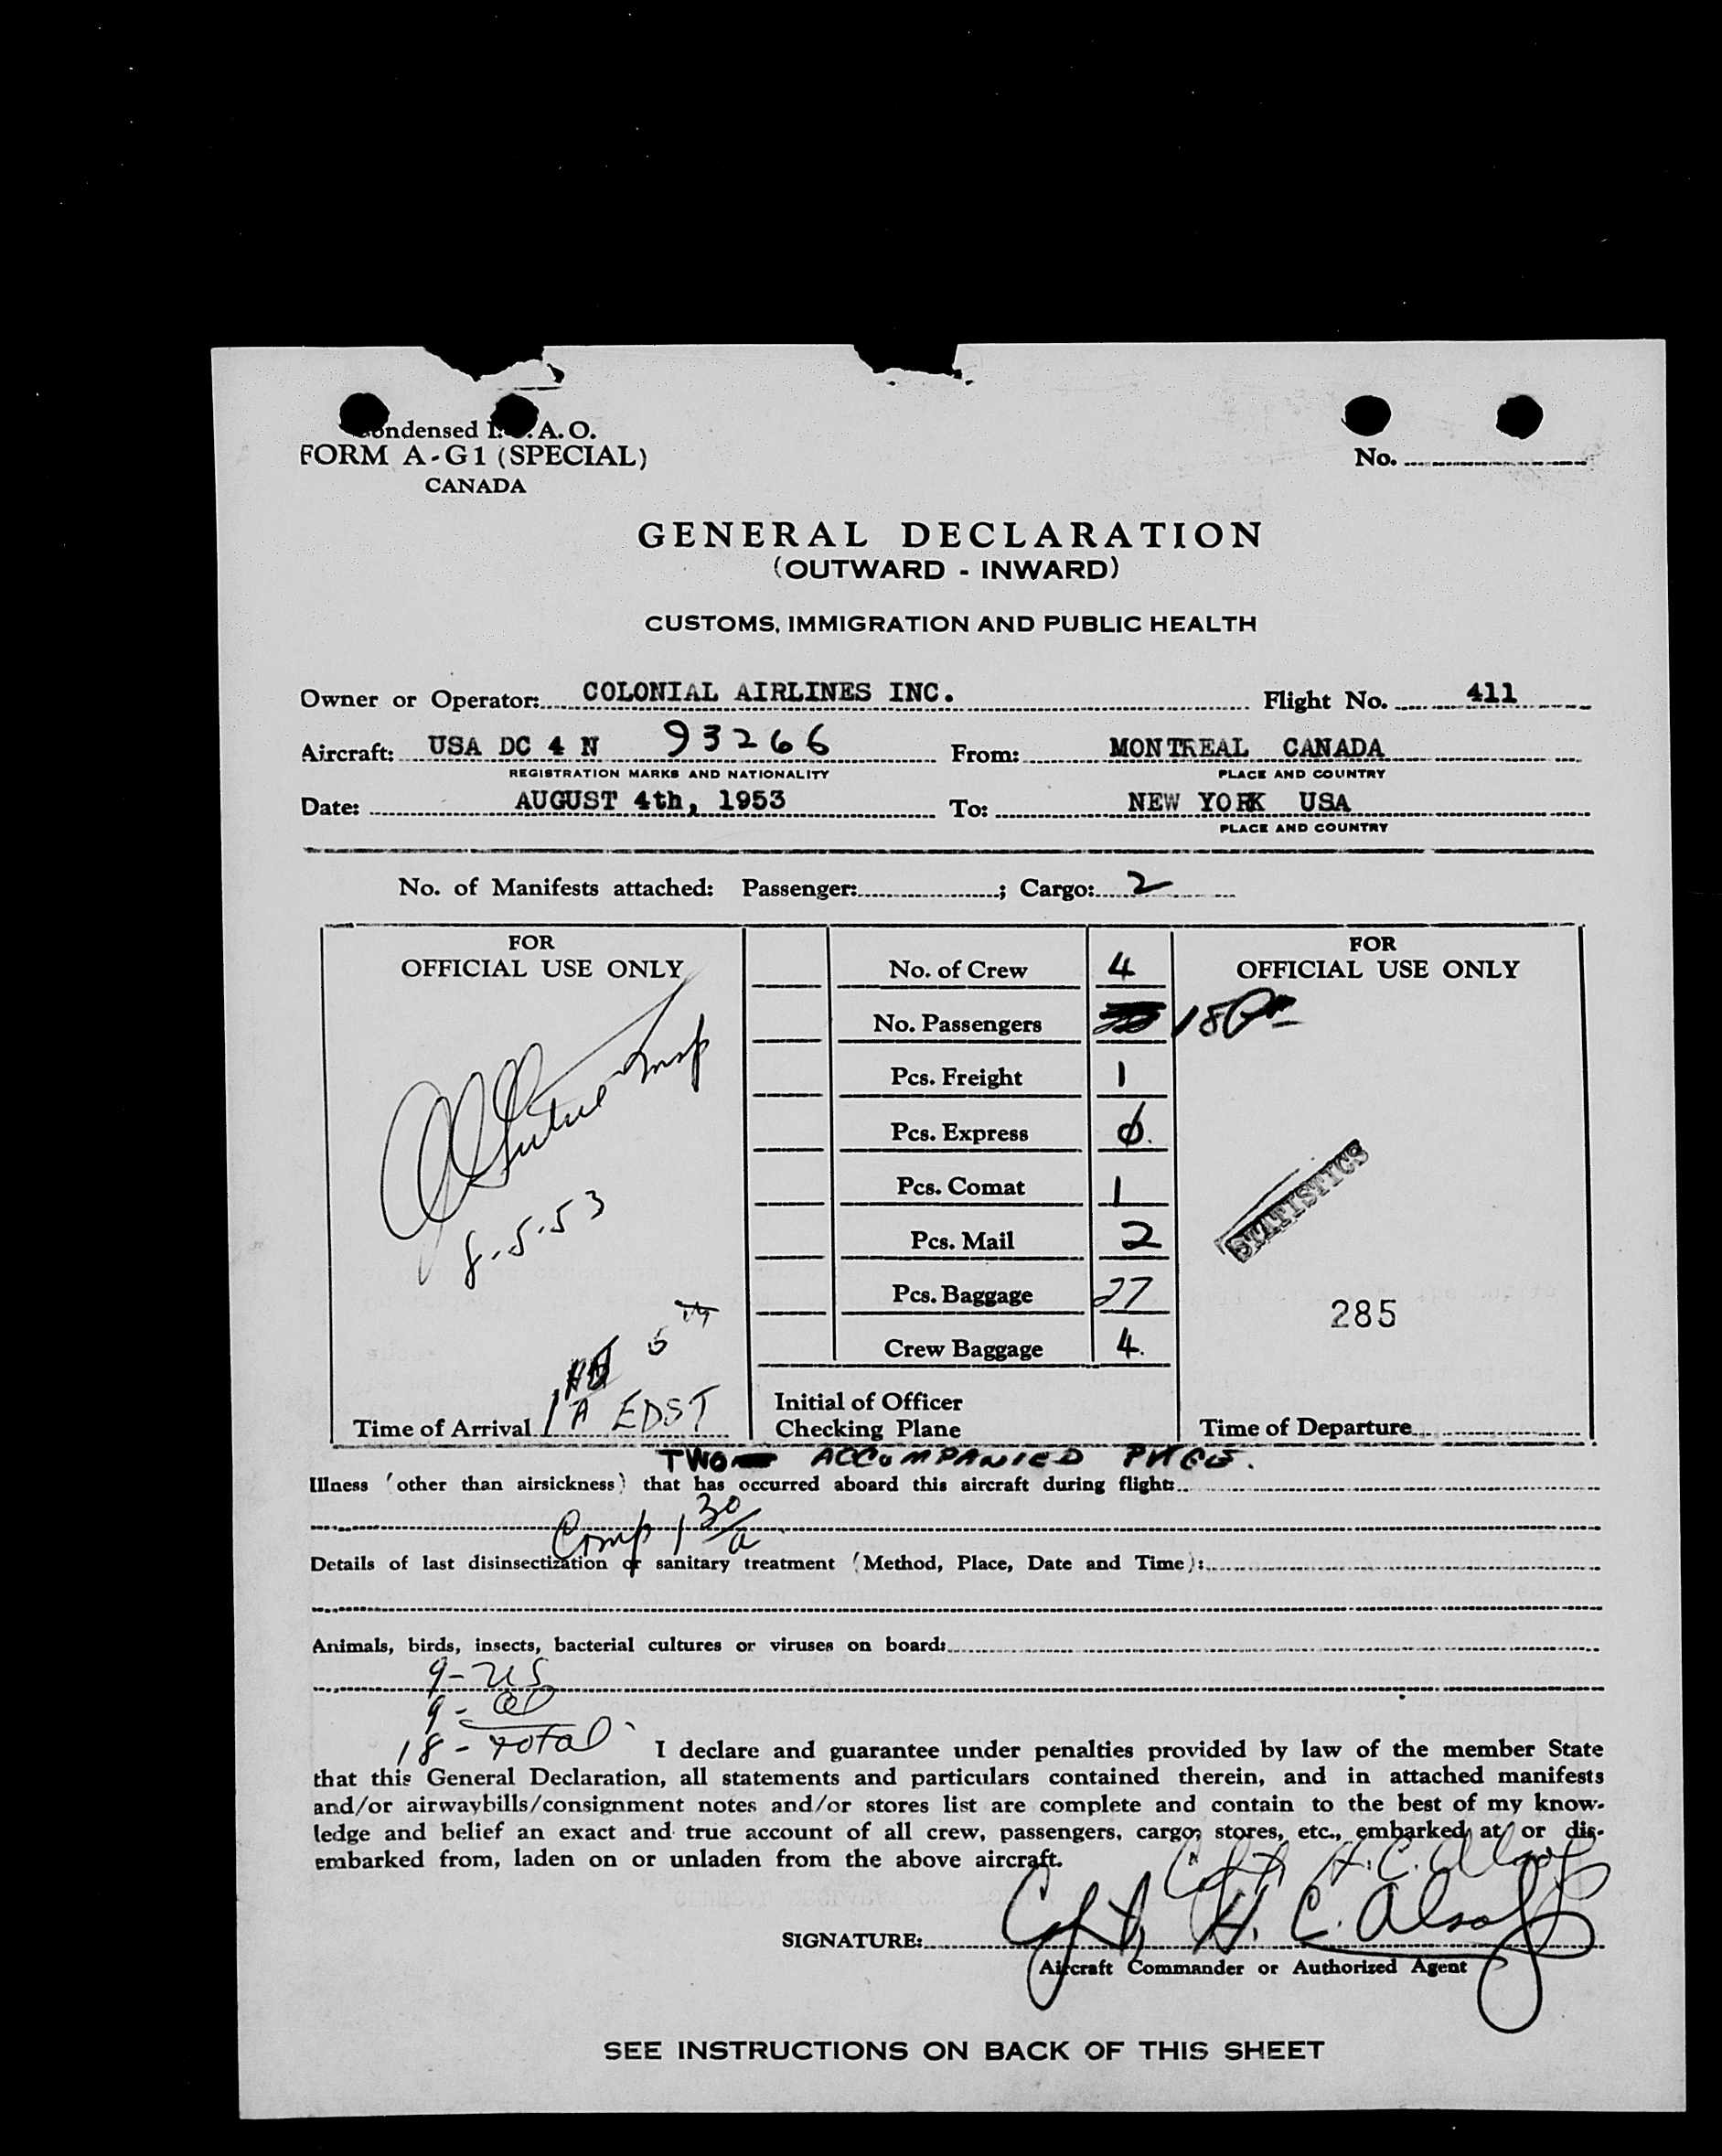 ondensed I. . A. O.
FORM A-G1 (SPECIAL)
CANADA
No.
GENERAL DECLARATION
(OUTWARD - INWARD)
CUSTOMS, IMMIGRATION AND PUBLIC HEALTH
Owner or Operator: COLONIAL AIRLINES INC. Flight No. 411
Aircraft: USA DC 4 N 93266 From: MONTREAL CANADA
REGISTRATION MARKS AND NATIONALITY PLACE AND COUNTRY
Date: AUGUST 4th, 1953 To: NEW YORK USA
PLACE AND COUNTRY
No. of Manifests attached: Passenger: ; Cargo: 2
FOR
OFFICIAL USE ONLY
Insp
8.5.53
5th
1 A EDST
Time of Arrival
No. of Crew 4
No. Passengers 18
Pcs. Freight 1
Pcs. Express 0.
Pcs. Comat 1
Pcs. Mail 2
Pcs. Baggage 27
Crew Baggage 4.
Initial of Officer
Checking Plane
FOR
OFFICIAL USE ONLY
STATISTICS
285
Time of Departure
TWO ACCOMPANIED PKGS.
Illness (other than airsickness) that has occurred aboard this aircraft during flight:
Comp 1 30/a
Details of last disinsectization or sanitary treatment (Method, Place, Date and Time):
Animals, birds, insects, bacterial cultures or viruses on board:
9 - US
9 - al
18 - total
I declare and guarantee under penalties provided by law of the member State
that this General Declaration, all statements and particulars contained therein, and in attached manifests
and/or airwaybills/consignment notes and/or stores list are complete and contain to the best of my know-
ledge and belief an exact and true account of all crew, passengers, cargo, stores, etc., embarked at or dis-
embarked from, laden on or unladen from the above aircraft.
Capt. H. C. Alsop
SIGNATURE: Capt. H. C. Alsop
Aircraft Commander or Authorized Agent
SEE INSTRUCTIONS ON BACK OF THIS SHEET